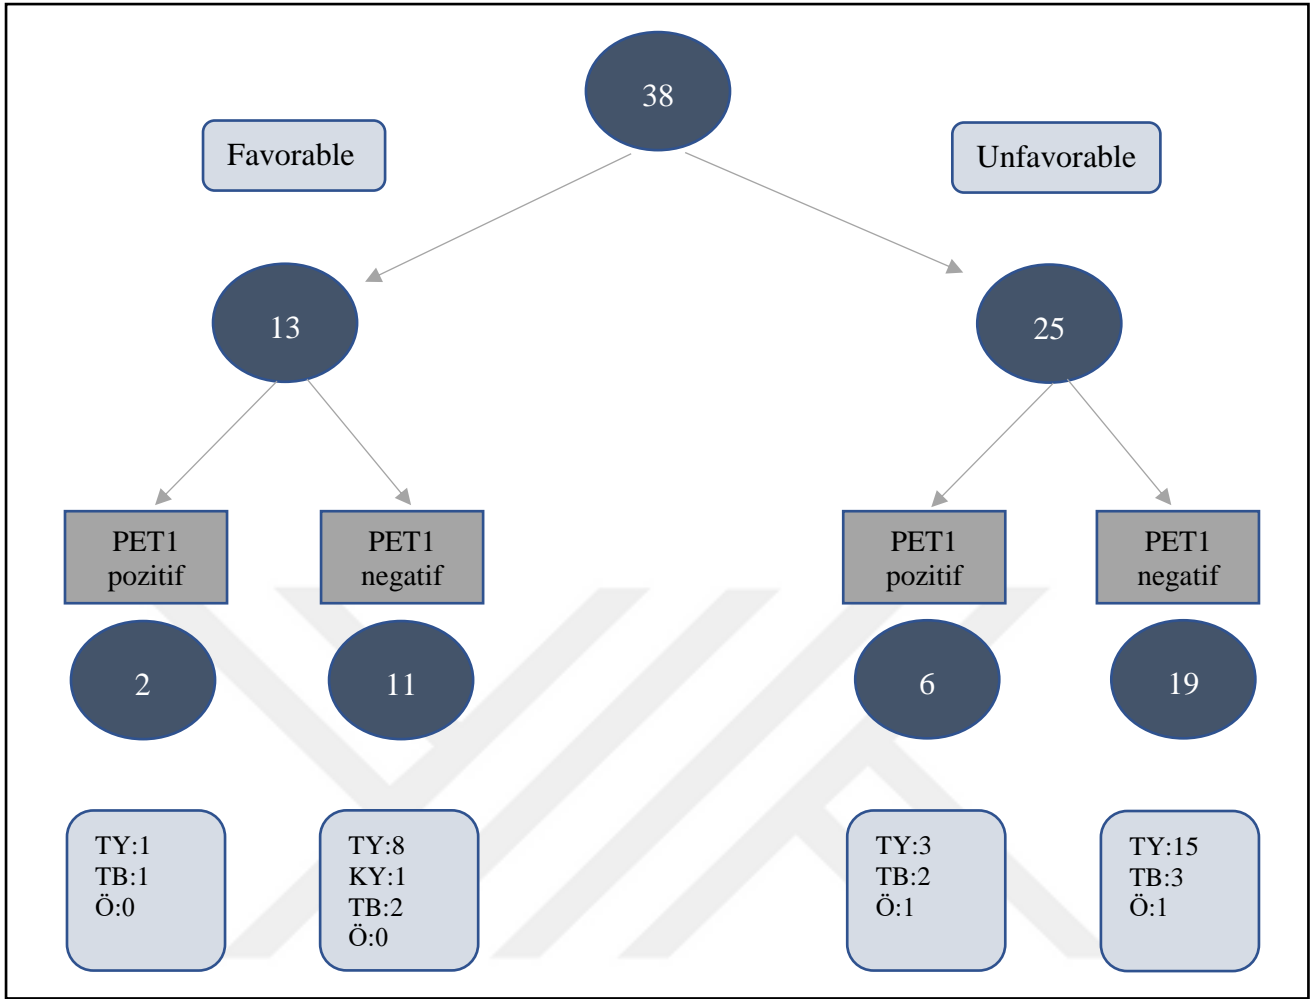 38
Favorable
Unfavorable
13
25
PET1
pozitif
PET1
negatif
PET1
pozitif
PET1
negatif
2
11
6
19
TY:1
TB:1
Ö:0
TY:8
KY:1
TB:2
Ö:0
TY:3
TB:2
Ö:1
TY:15
TB:3
Ö:1